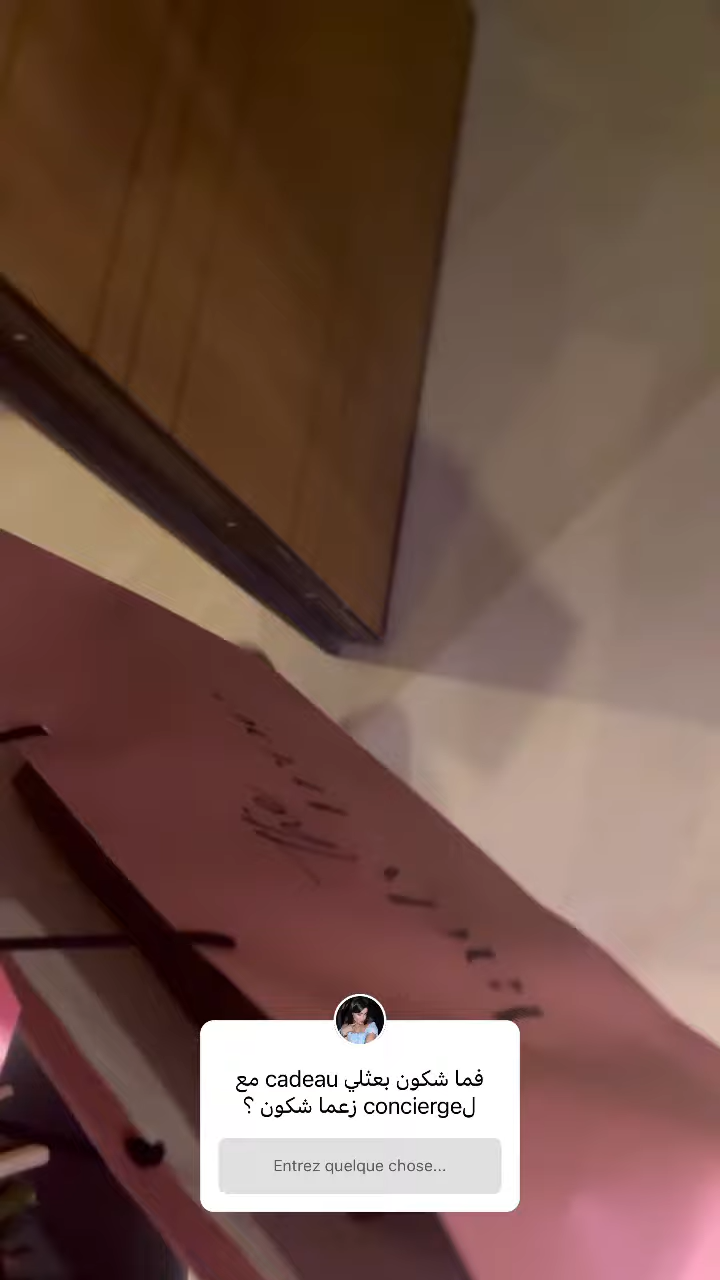 فما شكون بعثلي cadeau مع
لconcierge زعما شكون ؟
Entrez quelque chose...